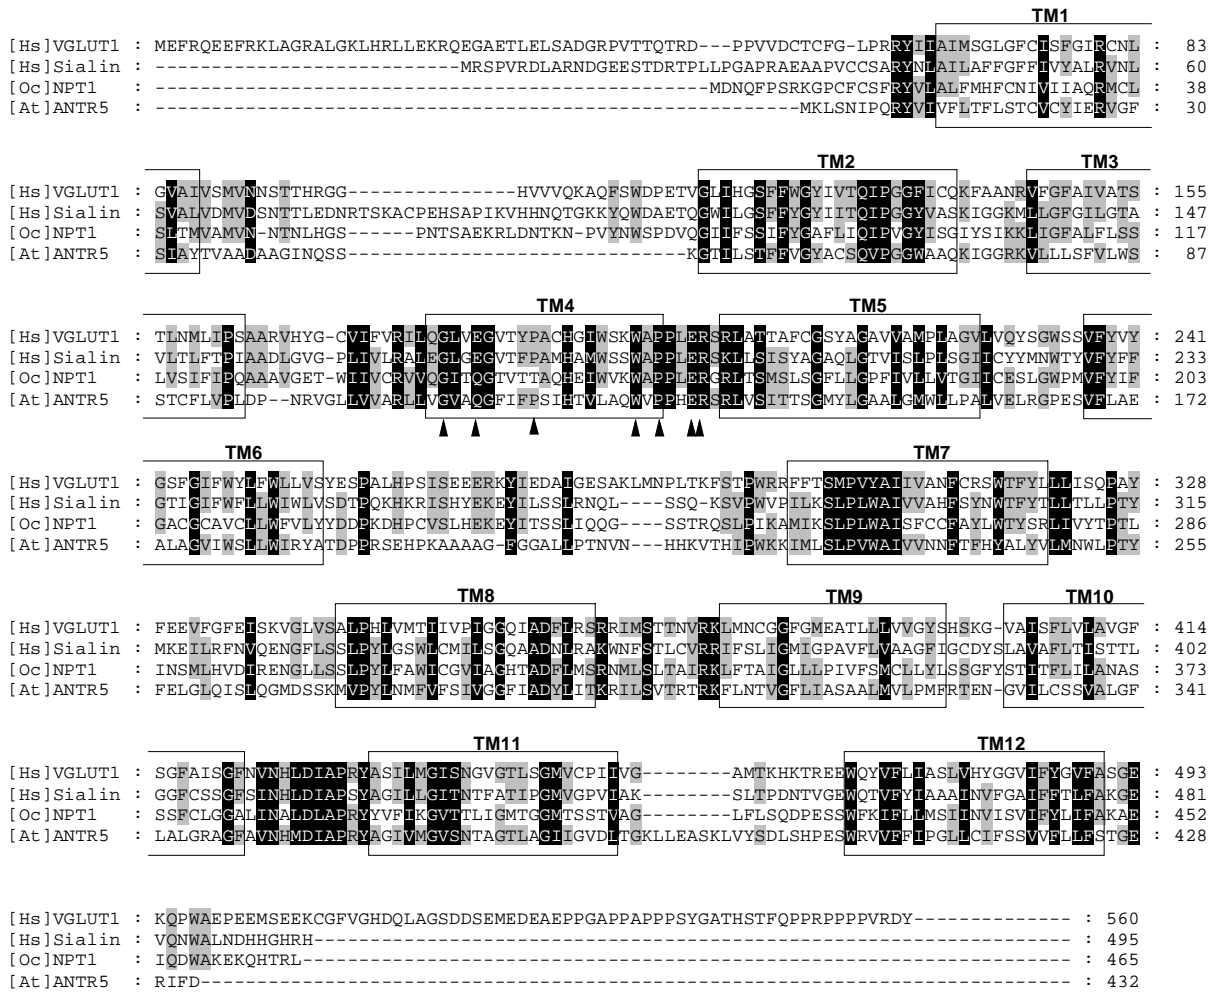 TM1
[Hs]VGLUT1 : MEFRQEEFRKLAGRALGKLHRLLEKRQEGAETLELSADGRPVTTQTRD---PPVVDCTCFG-LPRRYIIAIMSGLGFCISFGIRCNL : 83
[Hs]Sialin : --------------------------------------MRSPVRDLARNDGEESTDRTPLLPGAPRAEAAPVCCSARYNLAILAFFGFFIVYALRVNL : 60
[Oc]NPT1 : --------------------------------------------------------------------MDNQFPSRKGPCFCSFRYVLALFMHFCNIVIIAQRMCL : 38
[At]ANTR5 : --------------------------------------------------------------------------------MKLSNIPQRYVIVFLTFLSTCVCYIERVGF : 30
TM2 TM3
[Hs]VGLUT1 : GVAIVSMVNNSTTHRGG---------------HVVVQKAQFSWDPETVGLIHGSFFWGYIVTQIPGGFICQKFAANRVFGFAIVATS : 155
[Hs]Sialin : SVALVDMVDSNTTLEDNRTSKACPEHSAPIKVHHNQTGKKYQWDAETQGWILGSFFYGYIITQIPGGYVASKIGGKMLLGFGILGTA : 147
[Oc]NPT1 : SLTMVAMVN-NTNLHGS-----PNTSAEKRLDNTKN-PVYNWSPDVQGIIFSSIFYGAFLIQIPVGYISGIYSIKKLIGFALFLSS : 117
[At]ANTR5 : SIAYTVAADAAGINQSS------------------------------KGTILSTFFVGYACSQVPGGWAAQKIGGRKVLLLSFVLWS : 87
TM4 TM5
[Hs]VGLUT1 : TLNMLIPSAARVHYG-CVIFVRILQGLVEGVTYPACHGIWSKWAPPLERSRLATTAFCGSYAGAVVAMPLAGVLVQYSGWSSVFYVY : 241
[Hs]Sialin : VLTLFTPIAADLGVG-PLIVLRALEGLGEGVTFPAMHAMWSSWAPPLERSKLLSISYAGAQLGTVISLPLSGIICYYMNWTYVFYFF : 233
[Oc]NPT1 : LVSIFIPQAAAVGET-WIIVCRVVQGITQGTVTTAQHEIWVKWAPPLERGRLTSMSLSGFLLGPFIVLLVTGIICESLGWPMVFYIF : 203
[At]ANTR5 : STCFLVPLDP--NRVGLLVVARLLVGVAQGFIFPSIHTVLAQWVPPHERSRLVSITTSGMYLGAALGMWLLPALVELRGPESVFLAE : 172
TM6 TM7
[Hs]VGLUT1 : GSFGIFWYLFWLLVSYESPALHPSISEEERKYIEDAIGESAKLMNPLTKFSTPWRRFFTSMPVYAIIVANFCRSWTFYLLLISQPAY : 328
[Hs]Sialin : GTIGIFWFLLWIWLVSDTPQKHKRISHYEKEYILSSLRNQL----SSQ-KSVPWVPILKSLPLWAIVVAHFSYNWTFYTLLTLLPTY : 315
[Oc]NPT1 : GACGCAVCLLWFVLYYDDPKDHPCVSLHEKEYITSSLIQQG----SSTRQSLPIKAMIKSLPLWAISFCCFAYLWTYSRLIVYTPTL : 286
[At]ANTR5 : ALAGVIWSLLWIRYATDPPRSEHPKAAAAG-FGGALLPTNVN---HHKVTHIPWKKIMLSLPVWAIVVNNFTFHYALYVLMNWLPTY : 255
TM8 TM9 TM10
[Hs]VGLUT1 : FEEVFGFEISKVGLVSALPHLVMTIIVPIGGQIADFLRSRRIMSTTNVRKLMNCGGFGMEATLLLVVGYSHSKG-VAISFLVLAVGF : 414
[Hs]Sialin : MKEILRFNVQENGFLSSLPYLGSWLCMILSGQAADNLRAKWNFSTLCVRRIFSLIGMIGPAVFLVAAGFIGCDYSLAVAFLTISTTL : 402
[Oc]NPT1 : INSMLHVDIRENGLLSSLPYLFAWICGVIAGHTADFLMSRNMLSLTAIRKLFTAIGLLLPIVFSMCLLYLSSGFYSTITFLILANAS : 373
[At]ANTR5 : FELGLQISLQGMDSSKMVPYLNMFVFSIVGGFIADYLITKRILSVTRTRKFLNTVGFLIASAALMVLPMFRTEN-GVILCSSVALGF : 341
TM11 TM12
[Hs]VGLUT1 : SGFAISGFNVNHLDIAPRYASILMGISNGVGTLSGMVCPIIVG--------AMTKHKTREEWQYVFLIASLVHYGGVIFYGVFASGE : 493
[Hs]Sialin : GGFCSSGFSINHLDIAPSYAGILLGITNTFATIPGMVGPVIAK--------SLTPDNTVGEWQTVFYIAAAINVFGAIFFTLFAKGE : 481
[Oc]NPT1 : SSFCLGGALINALDLAPRYYVFIKGVTTLIGMTGGMTSSTVAG--------LFLSQDPESSWFKIFLLMSIINVISVIFYLIFAKAE : 452
[At]ANTR5 : LALGRAGFAVNHMDIAPRYAGIVMGVSNTAGTLAGIIGVDLTGKLLEASKLVYSDLSHPESWRVVFFIPGLLCIFSSVVFLLFSTGE : 428
[Hs]VGLUT1 : KQPWAEPEEMSEEKCGFVGHDQLAGSDDSEMEDEAEPPGAPPAPPPSYGATHSTFQPPRPPPPVRDY------------------- : 560
[Hs]Sialin : VQNWALNDHHGHRH------------------------------------------------------------------------- : 495
[Oc]NPT1 : IQDWAKEKQHTRL-------------------------------------------------------------------------- : 465
[At]ANTR5 : RIFD----------------------------------------------------------------------------------- : 432